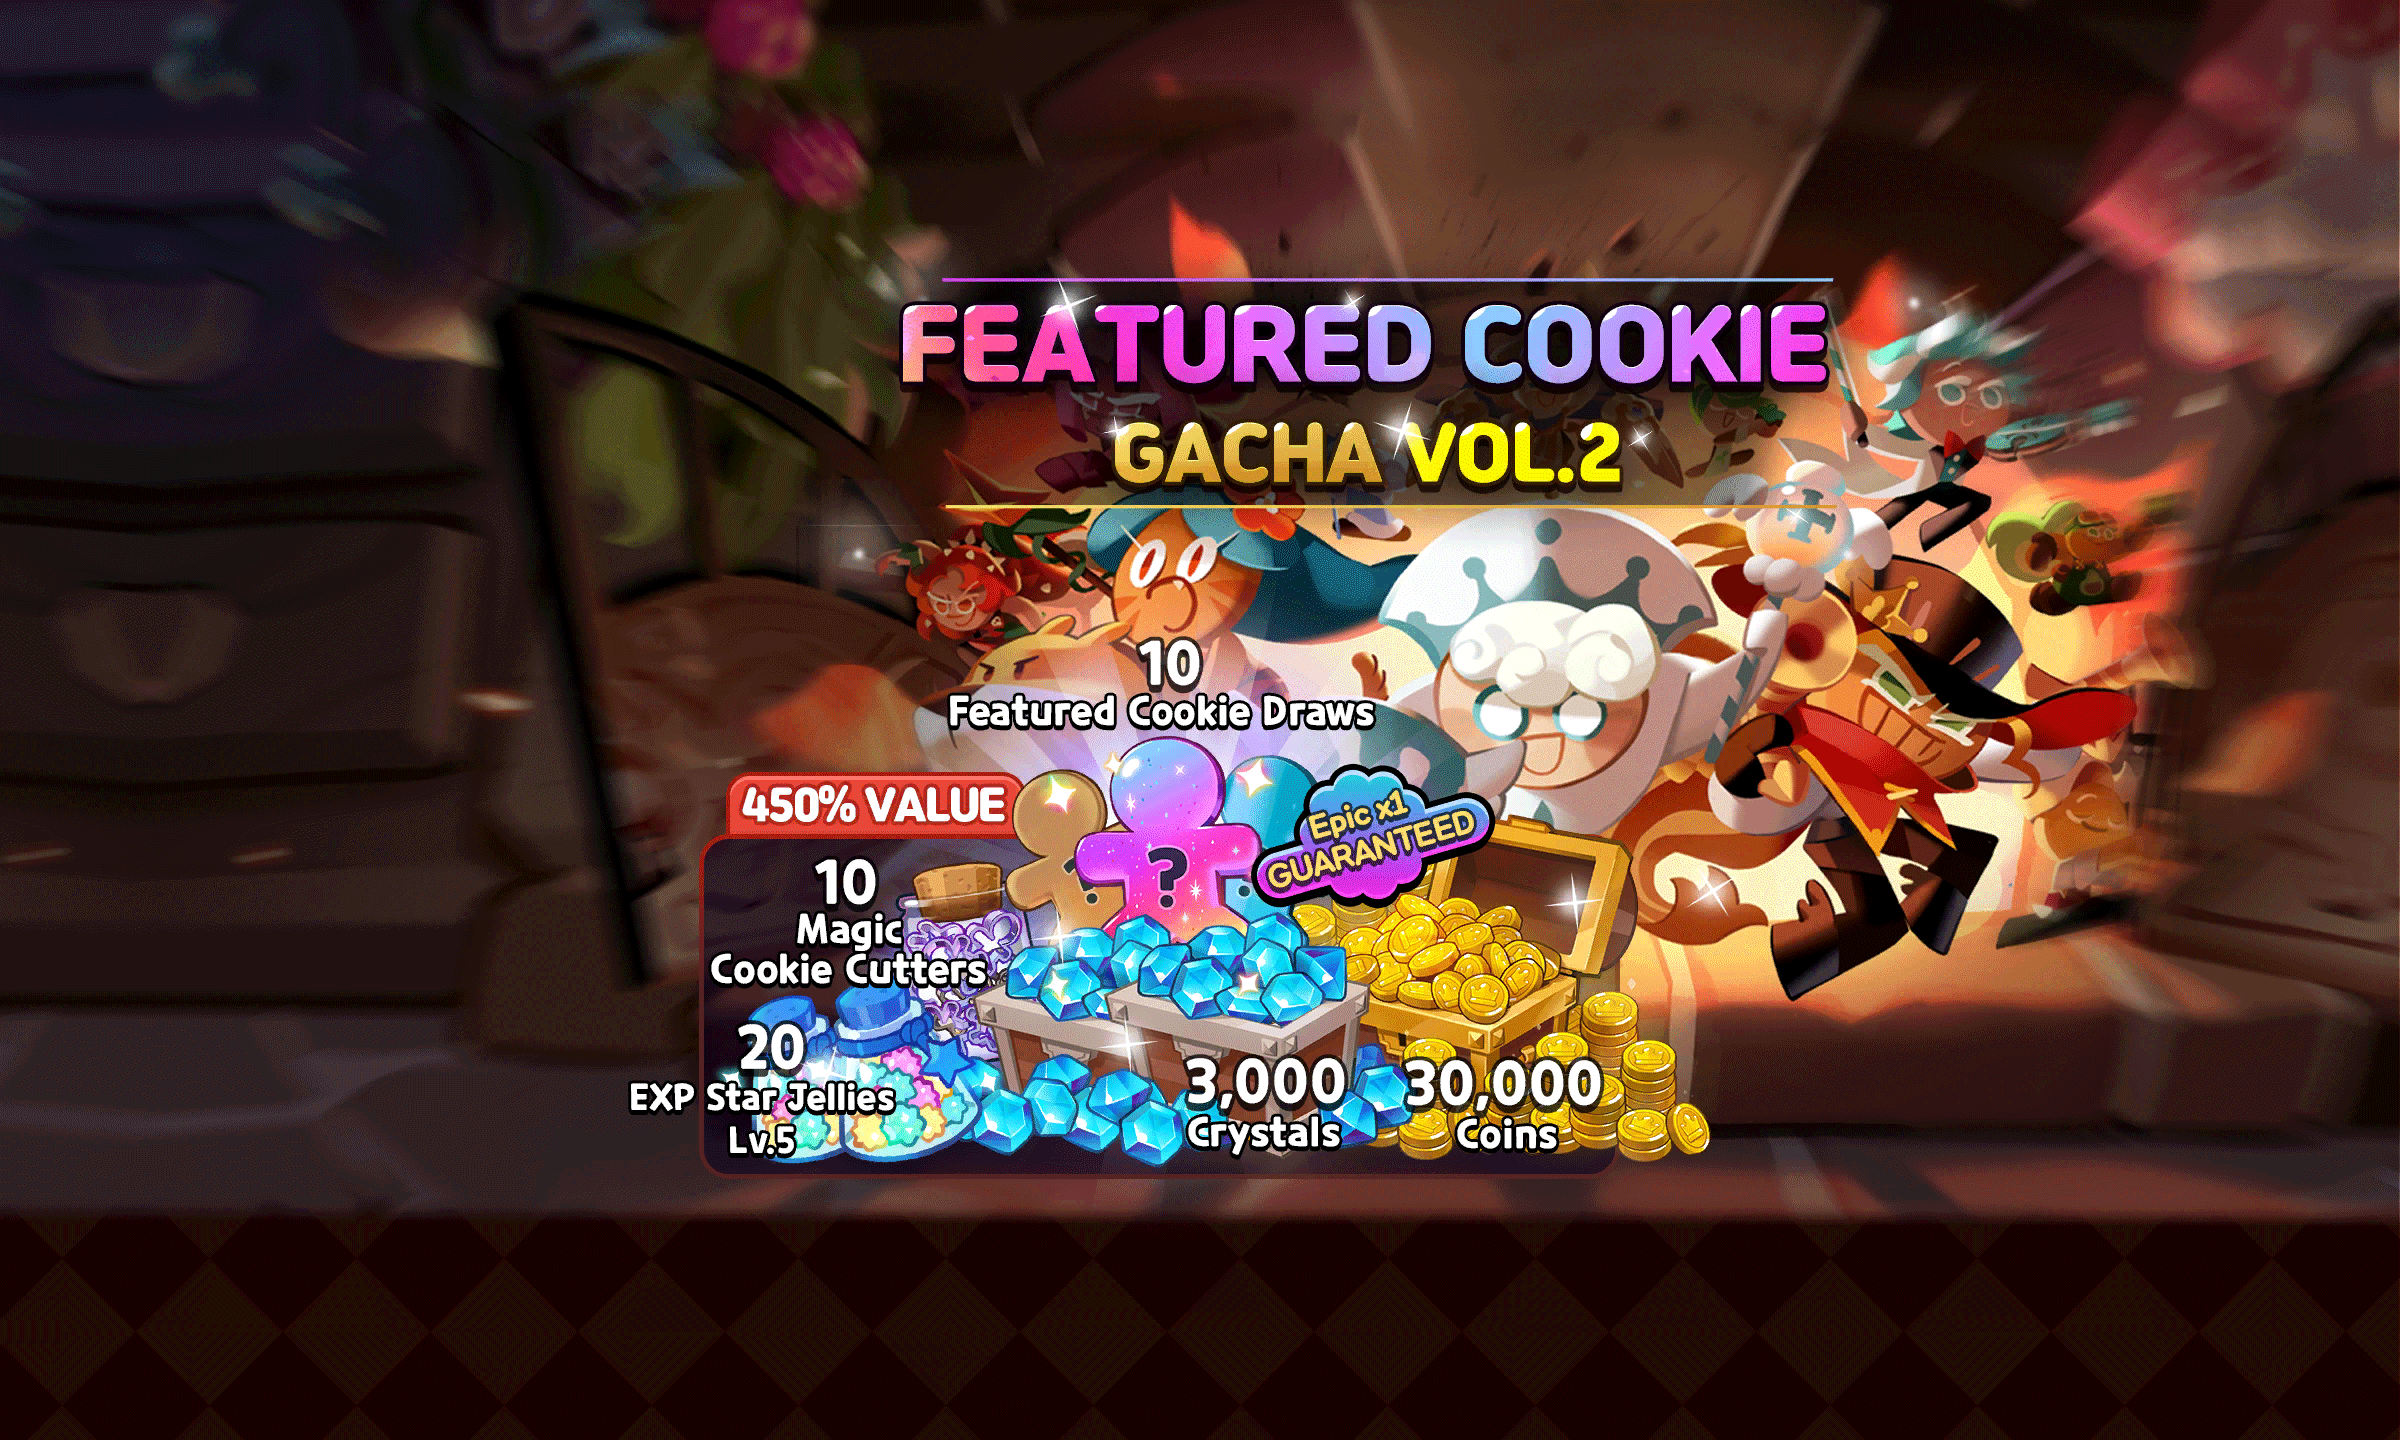 FEATURED COOKIE
GACHA VOL.2
10
Featured Cookie Draws
450% VALUE
Epic x1
GUARANTEED
10
Magic
Cookie Cutters
20
EXP Star Jellies
Lv.5
3,000
Crystals
30,000
Coins
?
?